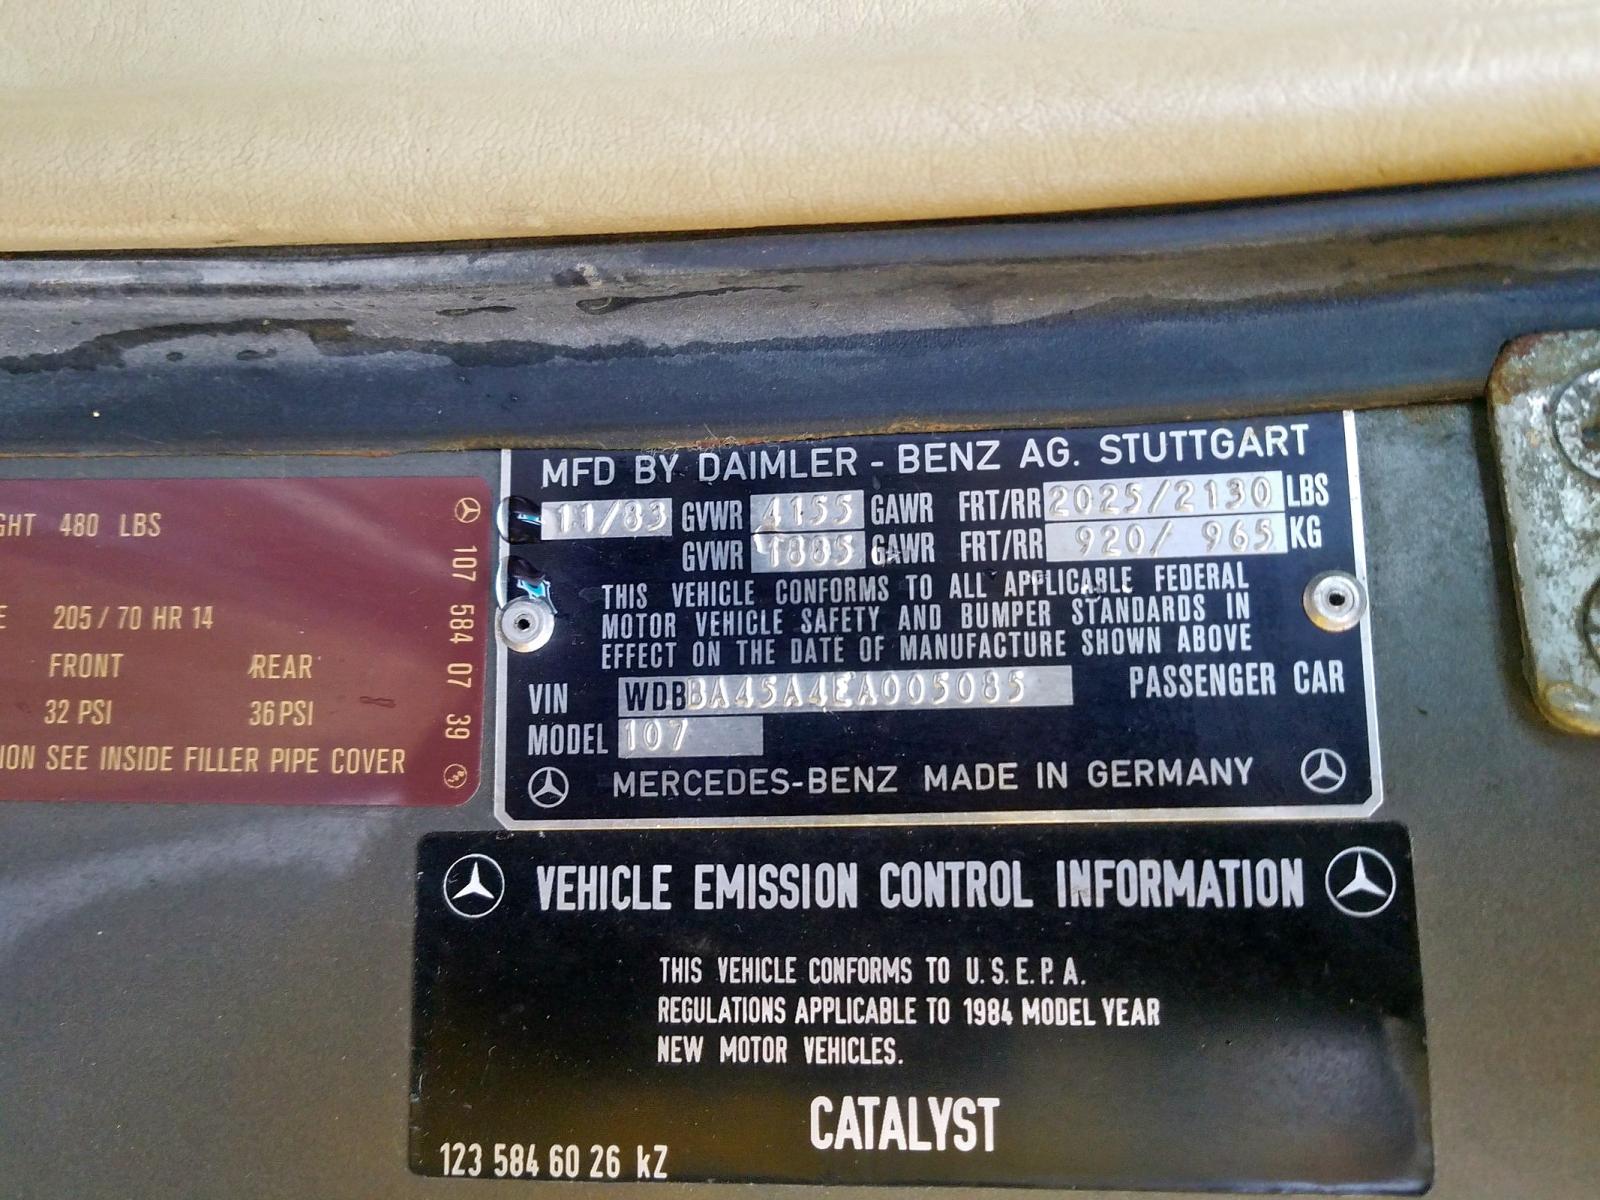 GHT 480 LBS
E 205 / 70 HR 14
FRONT REAR
32 PSI 36 PSI
ION SEE INSIDE FILLER PIPE COVER
107 584 07 39
MFD BY DAIMLER - BENZ AG. STUTTGART
11/83 GVWR 4155 GAWR FRT/RR 2025/2130 LBS
GVWR 1885 GAWR FRT/RR 920/ 965 KG
THIS VEHICLE CONFORMS TO ALL APPLICABLE FEDERAL
MOTOR VEHICLE SAFETY AND BUMPER STANDARDS IN
EFFECT ON THE DATE OF MANUFACTURE SHOWN ABOVE
VIN WDBBA45A4EA005085 PASSENGER CAR
MODEL 107
MERCEDES-BENZ MADE IN GERMANY
VEHICLE EMISSION CONTROL INFORMATION
THIS VEHICLE CONFORMS TO U.S.E.P.A.
REGULATIONS APPLICABLE TO 1984 MODEL YEAR
NEW MOTOR VEHICLES.
CATALYST
123 584 60 26 kZ